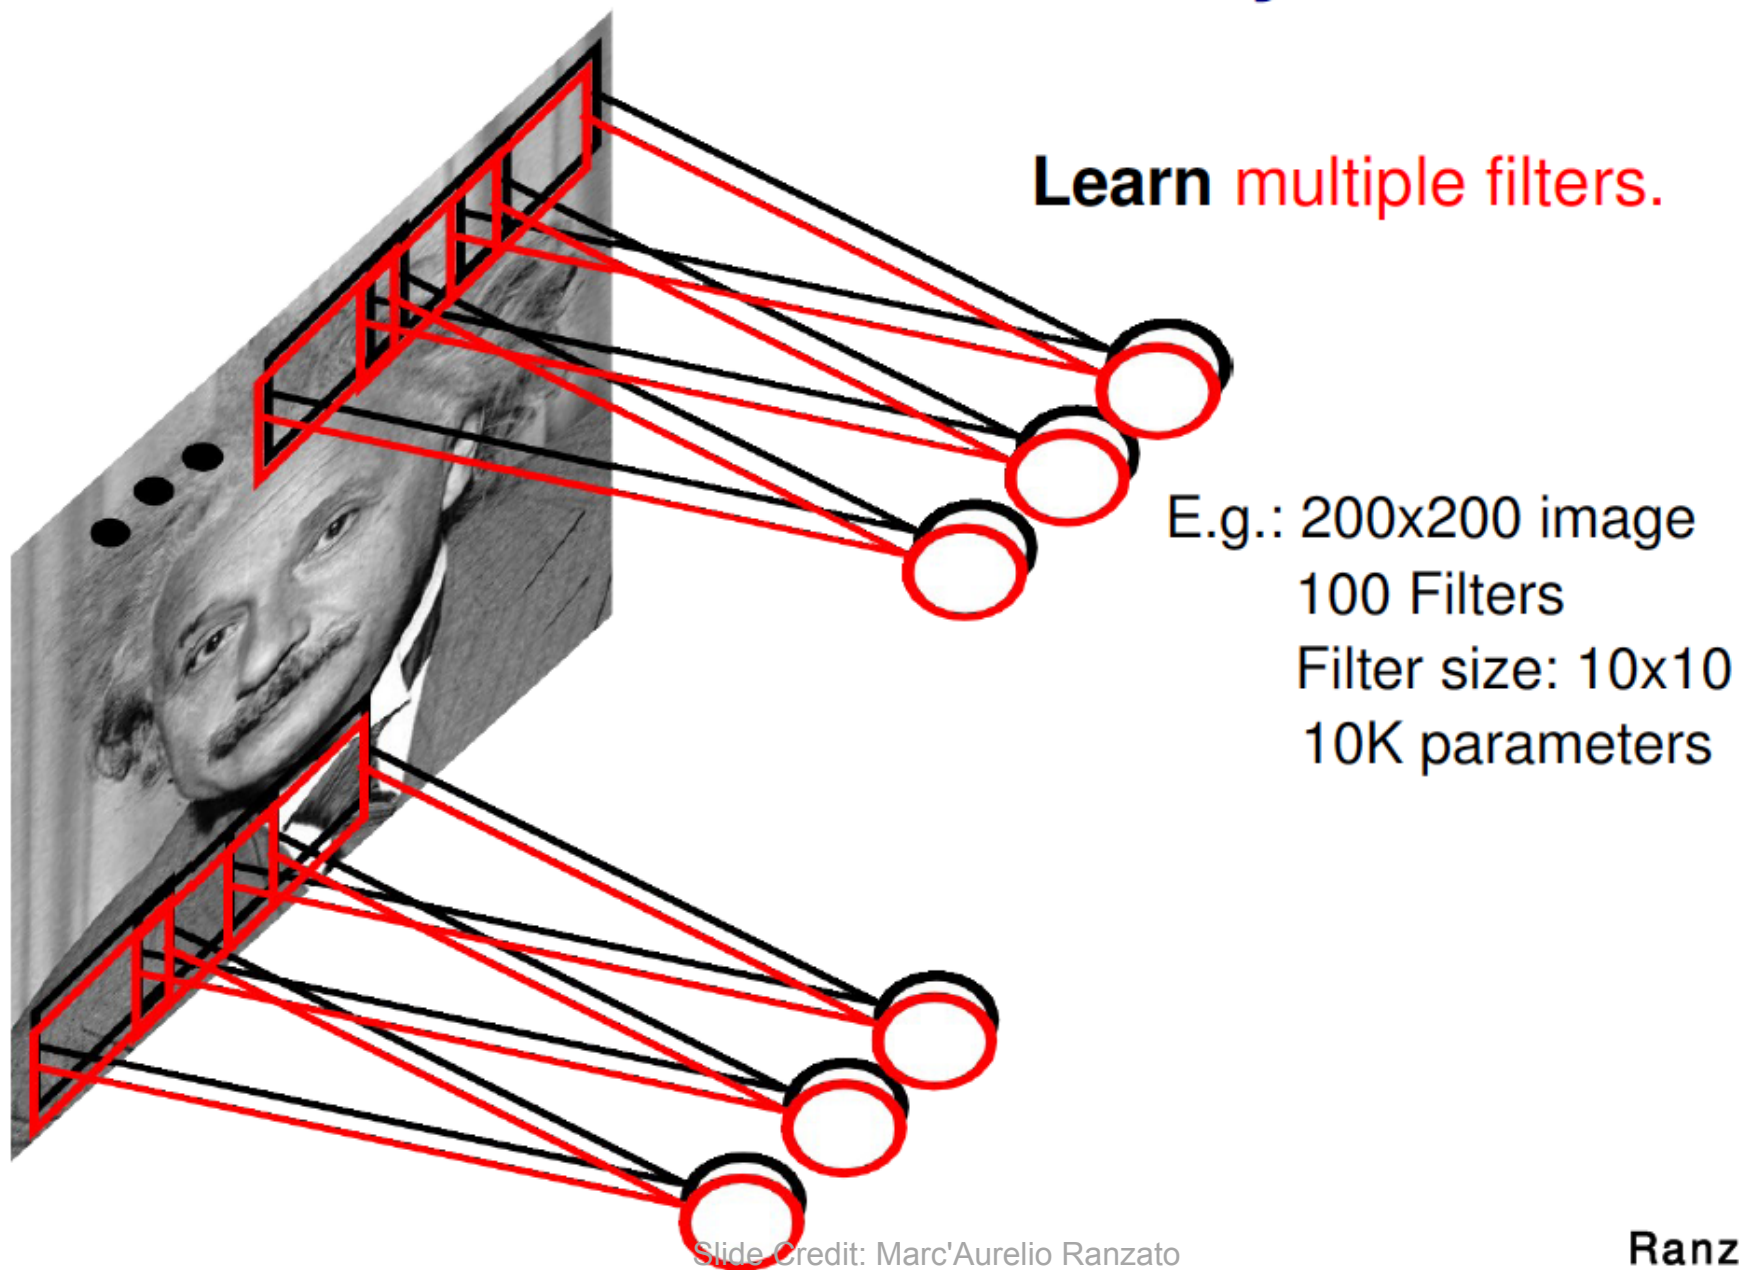 Learn multiple filters.
E.g.: 200x200 image
100 Filters
Filter size: 10x10
10K parameters
Slide Credit: Marc'Aurelio Ranzato
Ranz